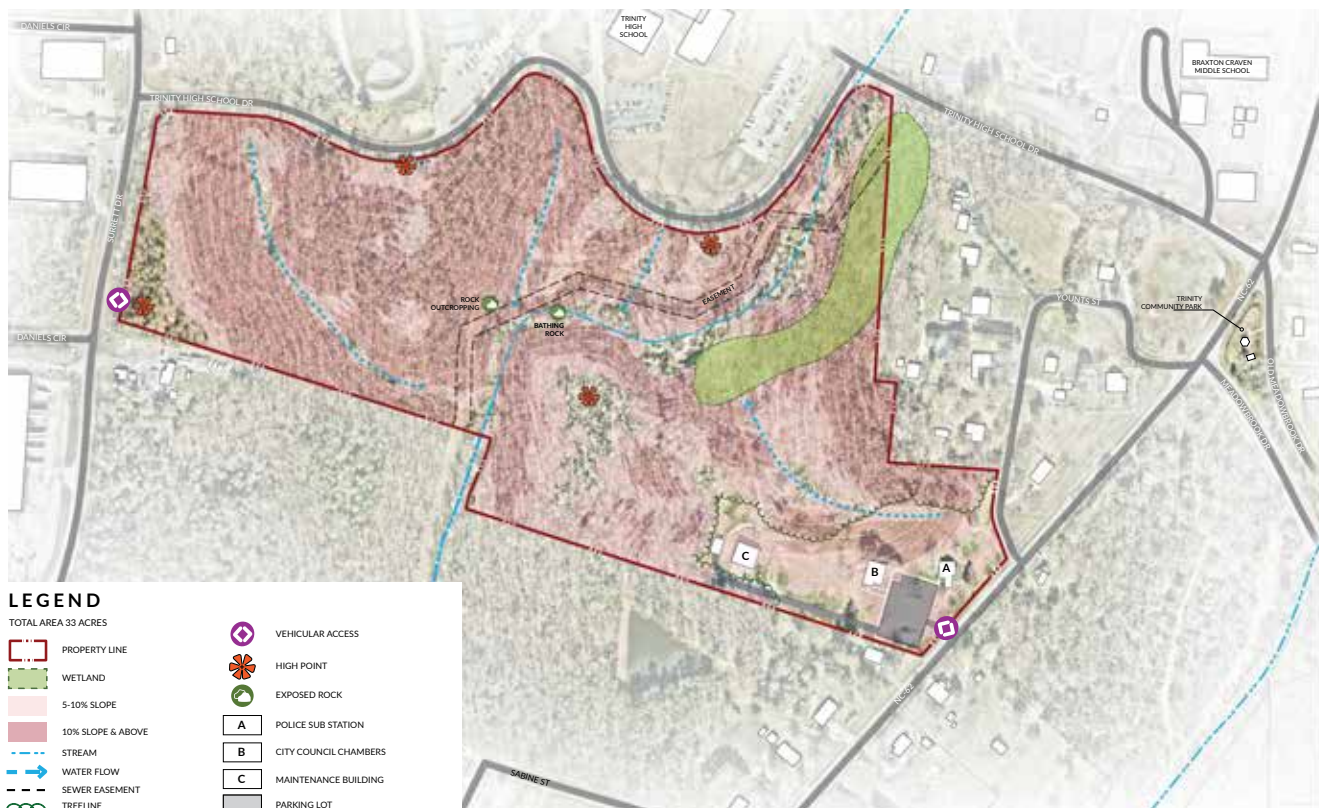 DANIELS CIR
TRINITY
HIGH
SCHOOL
BRAXTON CRAVEN
MIDDLE SCHOOL
TRINITY HIGH SCHOOL DR
TRINITY HIGH SCHOOL DR
SURRETT DR
ROCK
OUTCROPPING
BATHING
ROCK
EASEMENT
YOUNTS ST
TRINITY
COMMUNITY PARK
NC-62
DANIELS CIR
MEADOWBROOK DR
OLD MEADOWBROOK DR
C
B
A
NC-62
SABINE ST
LEGEND
TOTAL AREA 33 ACRES
PROPERTY LINE
WETLAND
5-10% SLOPE
10% SLOPE & ABOVE
STREAM
WATER FLOW
SEWER EASEMENT
TREELINE
VEHICULAR ACCESS
HIGH POINT
EXPOSED ROCK
A POLICE SUB STATION
B CITY COUNCIL CHAMBERS
C MAINTENANCE BUILDING
PARKING LOT